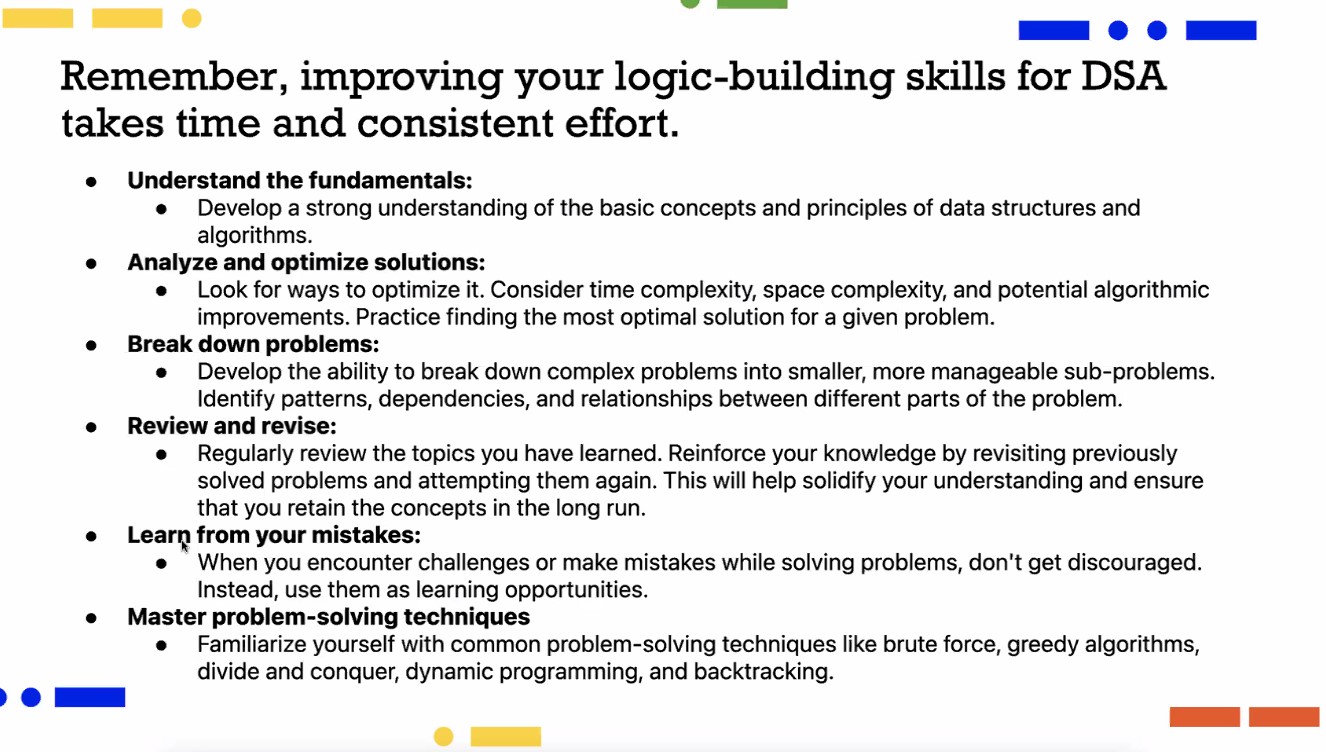 Remember, improving your logic-building skills for DSA
takes time and consistent effort.
● Understand the fundamentals:
● Develop a strong understanding of the basic concepts and principles of data structures and
algorithms.
● Analyze and optimize solutions:
● Look for ways to optimize it. Consider time complexity, space complexity, and potential algorithmic
improvements. Practice finding the most optimal solution for a given problem.
● Break down problems:
● Develop the ability to break down complex problems into smaller, more manageable sub-problems.
Identify patterns, dependencies, and relationships between different parts of the problem.
● Review and revise:
● Regularly review the topics you have learned. Reinforce your knowledge by revisiting previously
solved problems and attempting them again. This will help solidify your understanding and ensure
that you retain the concepts in the long run.
● Learn from your mistakes:
● When you encounter challenges or make mistakes while solving problems, don't get discouraged.
Instead, use them as learning opportunities.
● Master problem-solving techniques
● Familiarize yourself with common problem-solving techniques like brute force, greedy algorithms,
divide and conquer, dynamic programming, and backtracking.